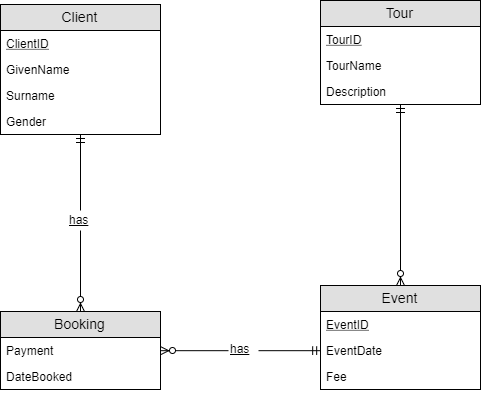 Client
ClientID
GivenName
Surname
Gender
Tour
TourID
TourName
Description
has
Booking
Payment
DateBooked
has
Event
EventID
EventDate
Fee